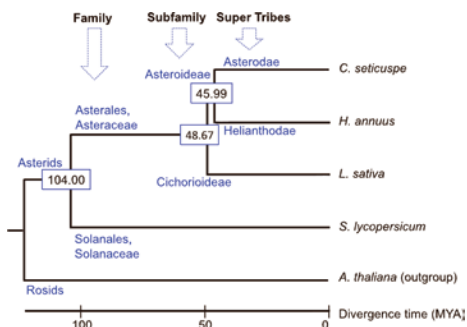 Family Subfamily Super Tribes
Asterodae
Asteroideae
C. seticuspe
45.99
Asterales,
Asteraceae
H. annuus
Helianthodae
48.67
Asterids
L. sativa
104.00
Cichorioideae
S. lycopersicum
Solanales,
Solanaceae
A. thaliana (outgroup)
Rosids
100 50 0 Divergence time (MYA)